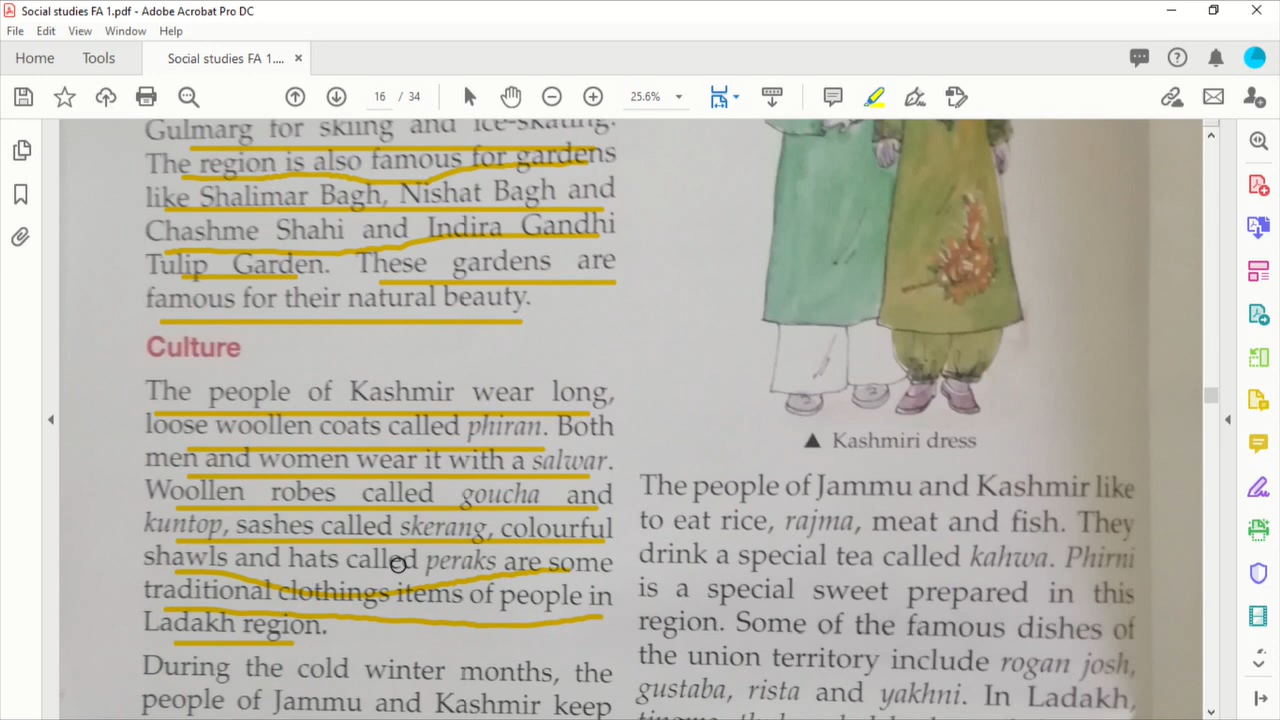 Social studies FA 1.pdf - Adobe Acrobat Pro DC
File Edit View Window Help
Home Tools Social studies FA 1....
16 / 34 25.6%
Gulmarg for skiing and ice-skating.
The region is also famous for gardens
like Shalimar Bagh, Nishat Bagh and
Chashme Shahi and Indira Gandhi
Tulip Garden. These gardens are
famous for their natural beauty.
Culture
The people of Kashmir wear long,
loose woollen coats called phiran. Both
men and women wear it with a salwar.
Woollen robes called goucha and
kuntop, sashes called skerang, colourful
shawls and hats called peraks are some
traditional clothings items of people in
Ladakh region.
During the cold winter months, the
people of Jammu and Kashmir keep
Kashmiri dress
The people of Jammu and Kashmir like
to eat rice, rajma, meat and fish. They
drink a special tea called kahwa. Phirni
is a special sweet prepared in this
region. Some of the famous dishes of
the union territory include rogan josh,
gustaba, rista and yakhni. In Ladakh,